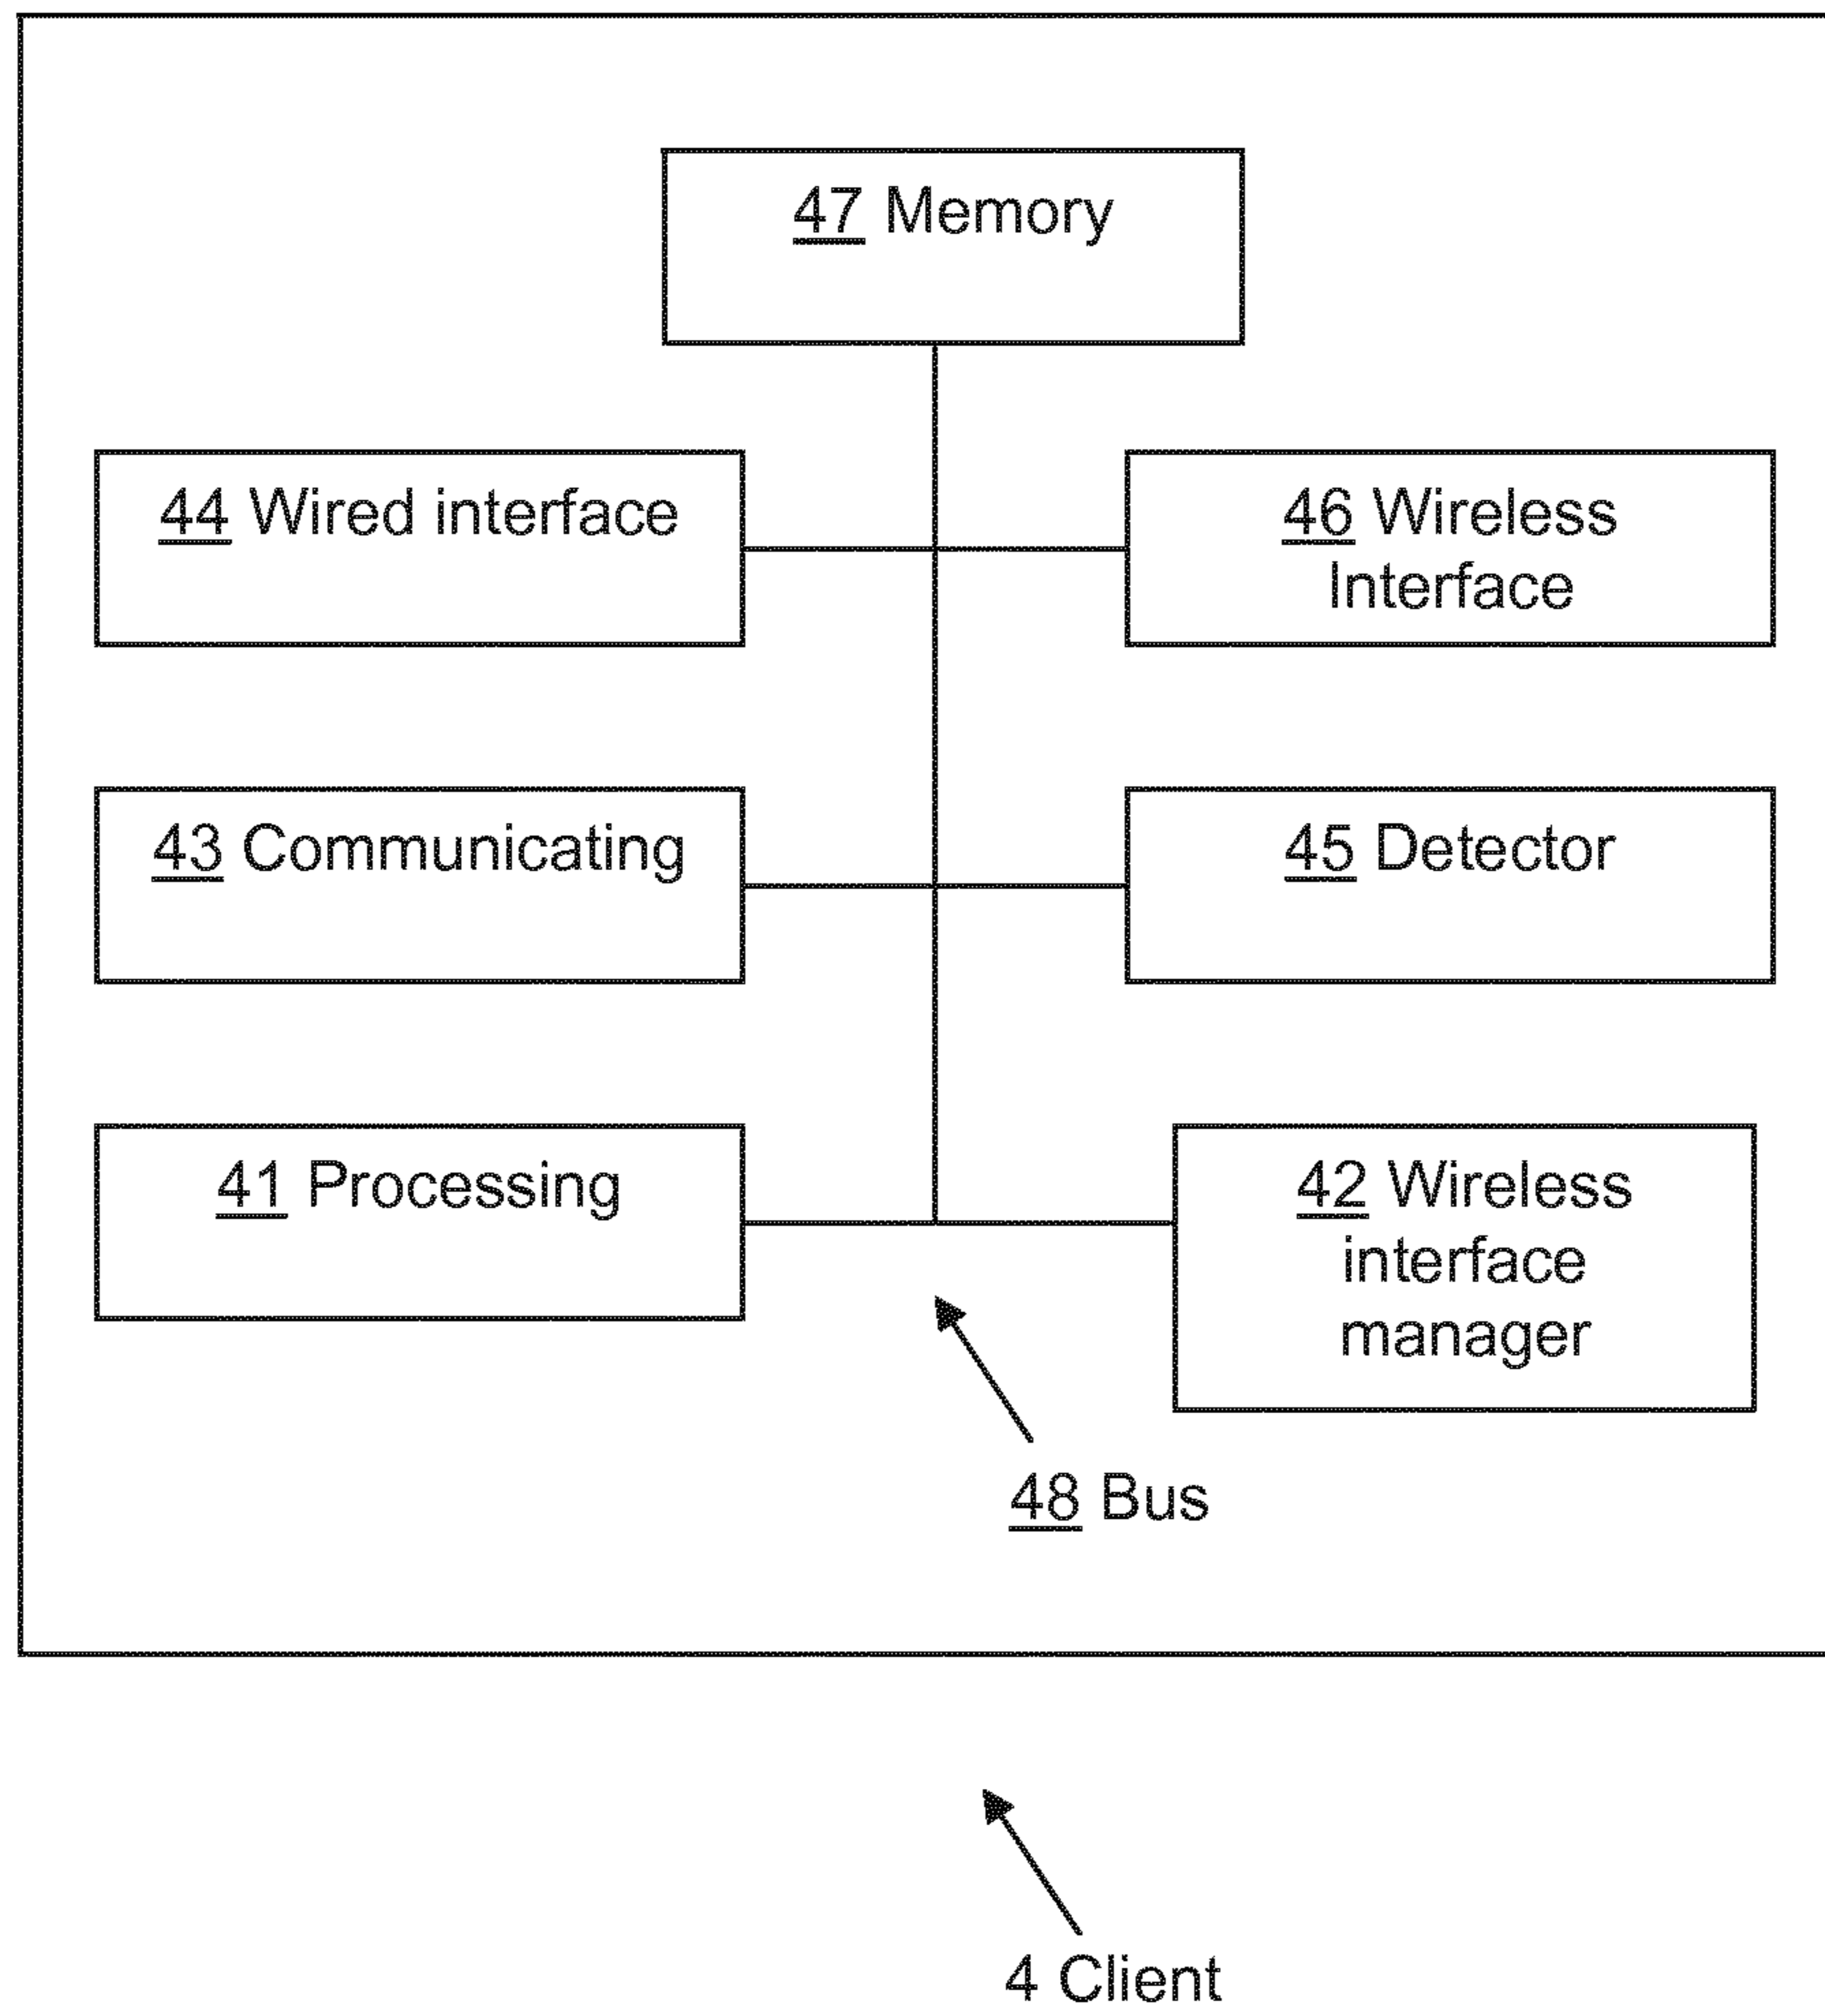 47 Memory
44 Wired interface
46 Wireless
Interface
43 Communicating
45 Detector
41 Processing
42 Wireless
interface
manager
48 Bus
4 Client